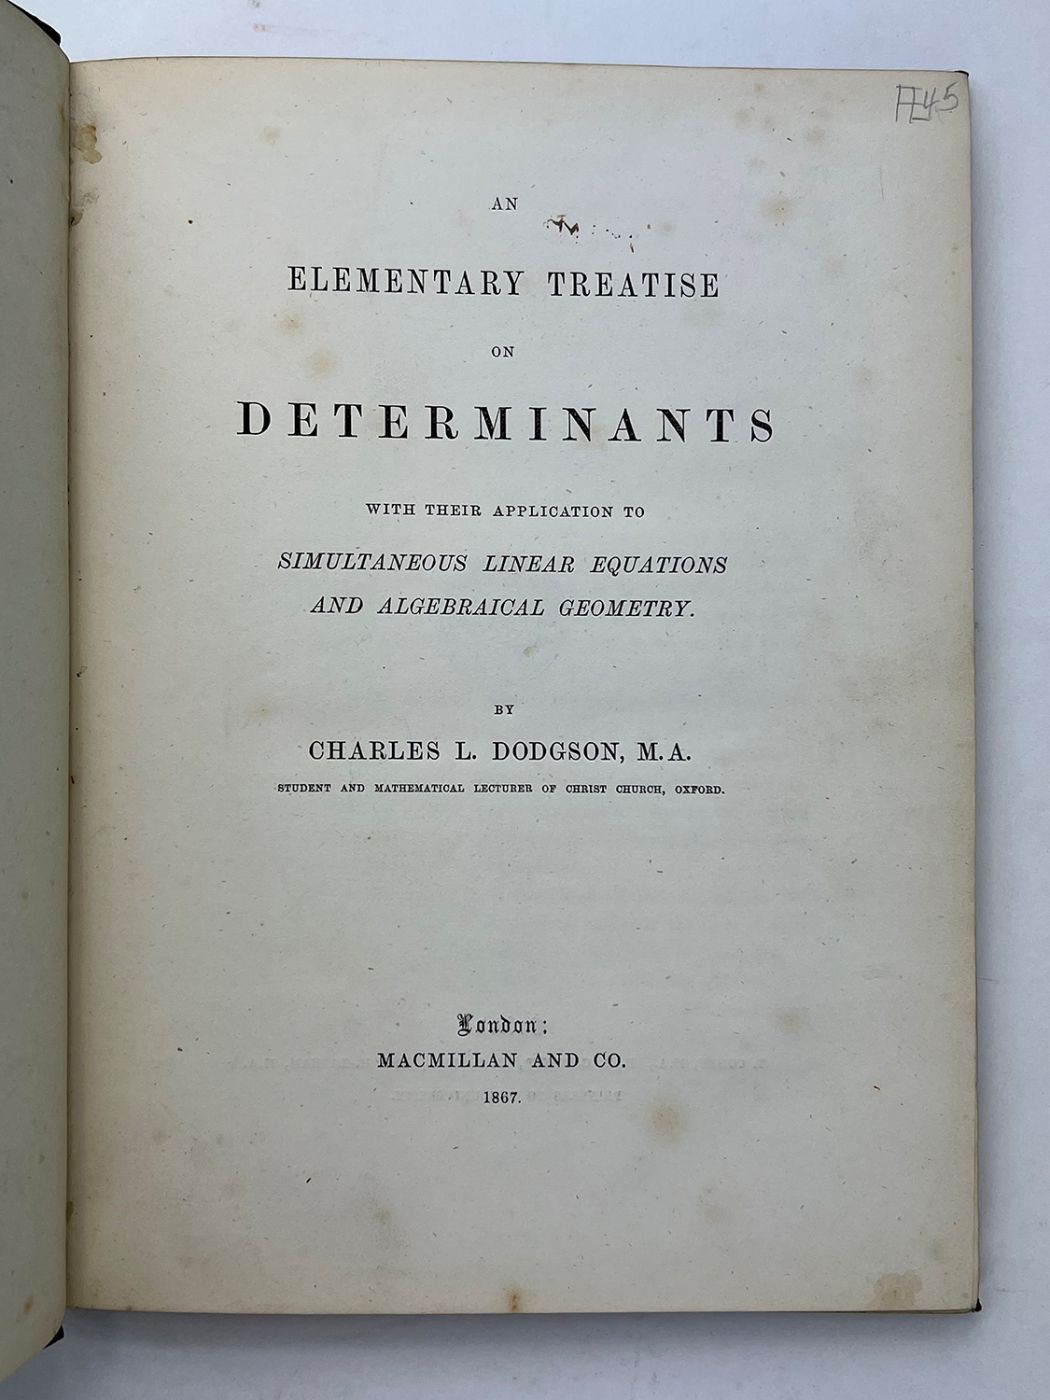 AN
ELEMENTARY TREATISE
ON
DETERMINANTS
WITH THEIR APPLICATION TO
SIMULTANEOUS LINEAR EQUATIONS
AND ALGEBRAICAL GEOMETRY.
BY
CHARLES L. DODGSON, M.A.
STUDENT AND MATHEMATICAL LECTURER OF CHRIST CHURCH, OXFORD.
London:
MACMILLAN AND CO.
1867.